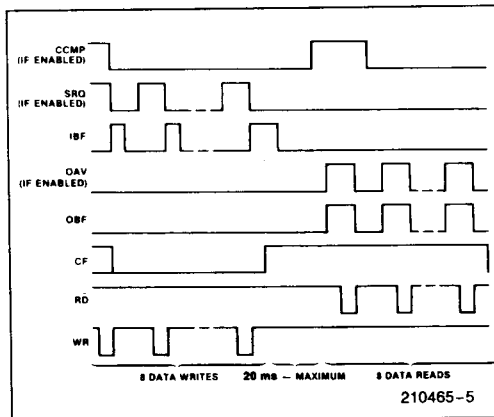 CCMP
(IF ENABLED)
SRQ
(IF ENABLED)
IBF
OAV
(IF ENABLED)
OBF
CF
RD
WR
8 DATA WRITES 20 ms – MAXIMUM 8 DATA READS
210465-5